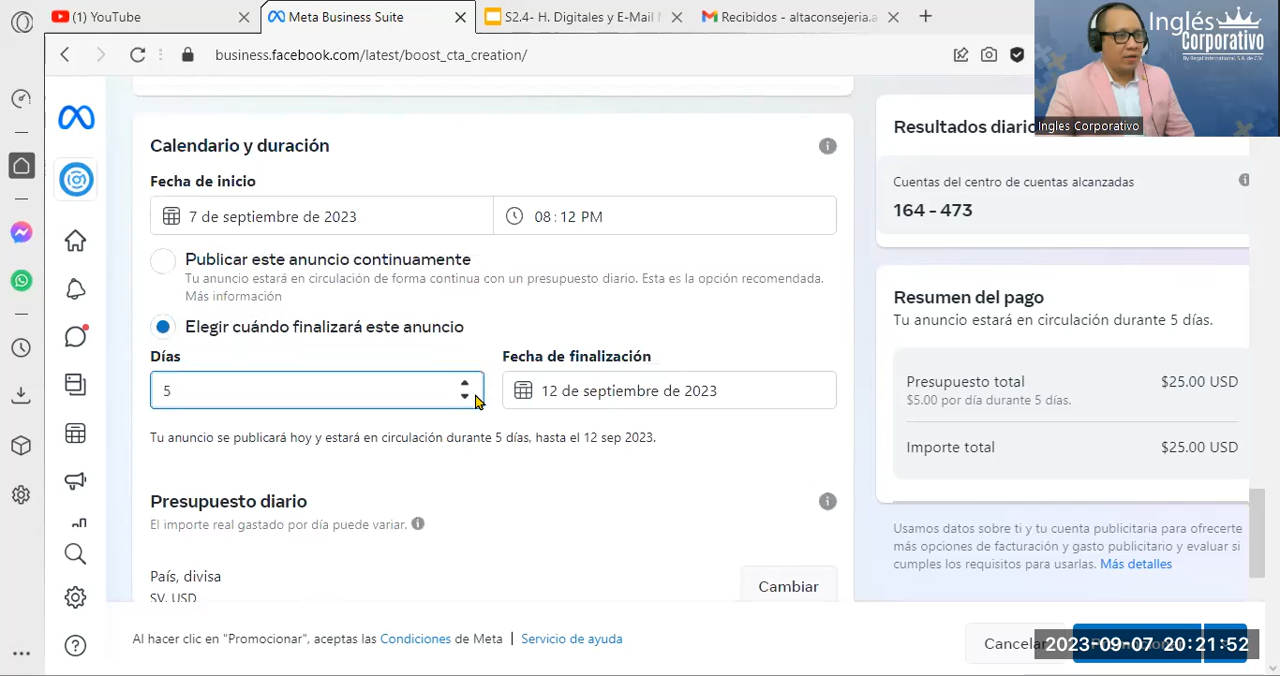 (1) YouTube
Meta Business Suite
S2.4- H. Digitales y E-Mail
Recibidos - altaconsejeria.a
business.facebook.com/latest/boost_cta_creation/
Inglés
Corporativo
By Regal International, S.A. de C.V.
Ingles Corporativo
Calendario y duración
Fecha de inicio
7 de septiembre de 2023
08:12 PM
Publicar este anuncio continuamente
Tu anuncio estará en circulación de forma continua con un presupuesto diario. Esta es la opción recomendada.
Más información
Elegir cuándo finalizará este anuncio
Días
Fecha de finalización
5
12 de septiembre de 2023
Tu anuncio se publicará hoy y estará en circulación durante 5 días, hasta el 12 sep 2023.
Presupuesto diario
El importe real gastado por día puede variar.
País, divisa
SV, USD
Cambiar
Resultados diario
Cuentas del centro de cuentas alcanzadas
164 - 473
Resumen del pago
Tu anuncio estará en circulación durante 5 días.
Presupuesto total
$25.00 USD
$5.00 por día durante 5 días.
Importe total
$25.00 USD
Usamos datos sobre ti y tu cuenta publicitaria para ofrecerte
más opciones de facturación y gasto publicitario y evaluar si
cumples los requisitos para usarlas. Más detalles
Al hacer clic en "Promocionar", aceptas las Condiciones de Meta | Servicio de ayuda
Cancelar
2023-09-07 20:21:52